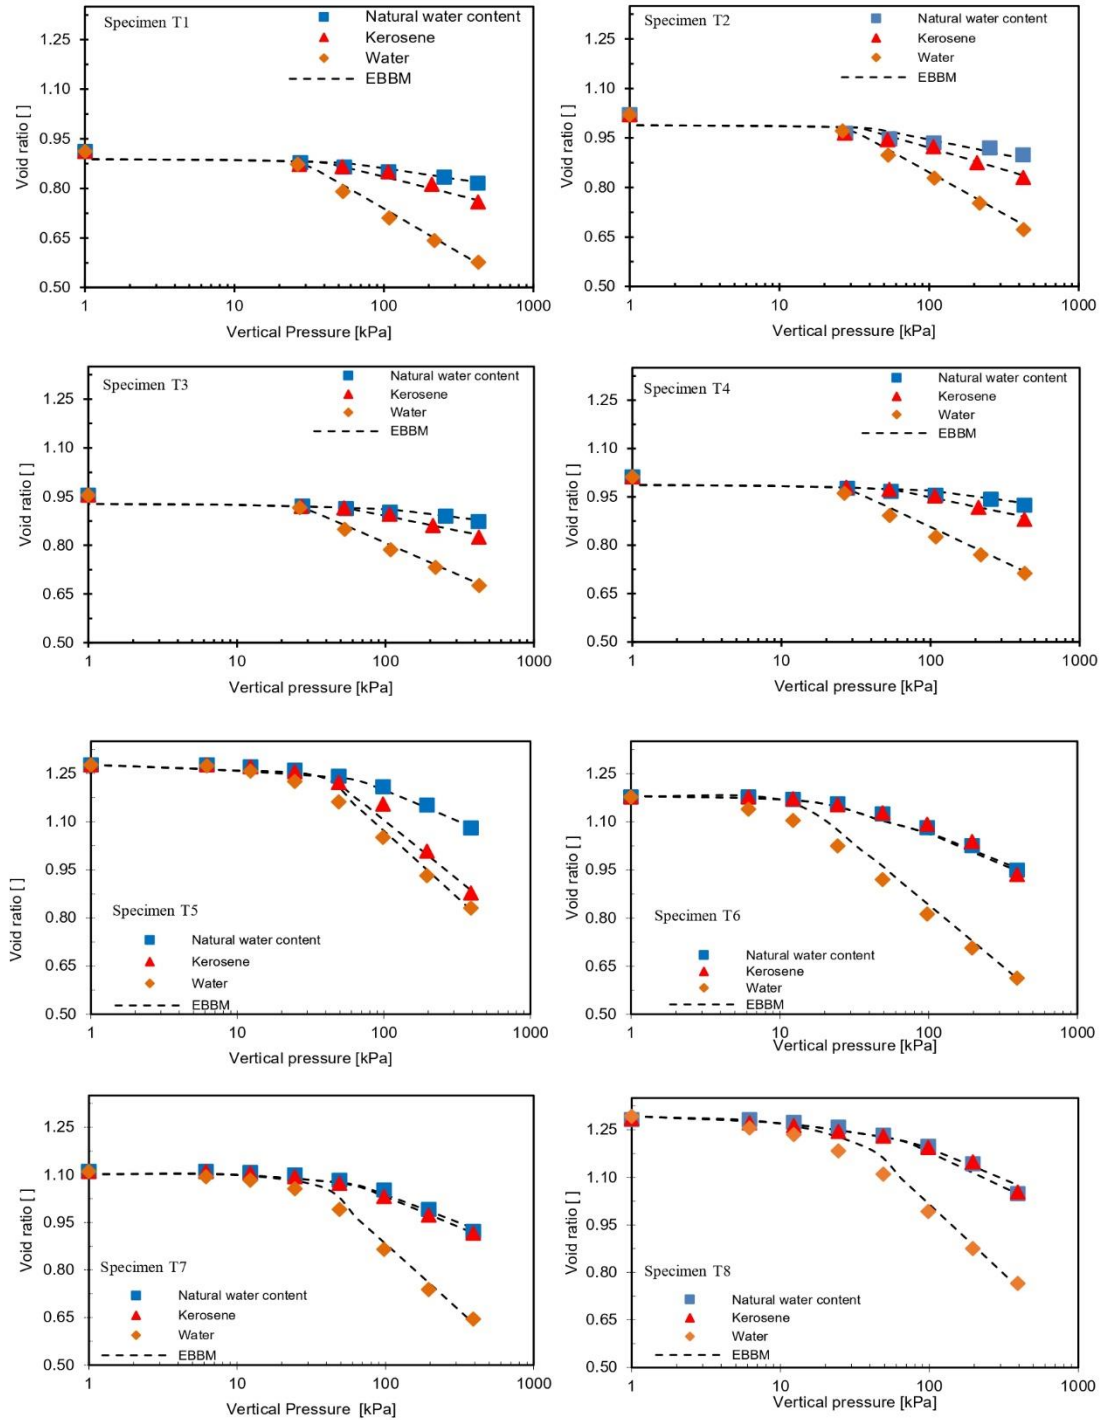 Specimen T1
Natural water content
Kerosene
Water
EBBM
1.25
1.10
0.95
0.80
0.65
0.50
Void ratio [ ]
1 10 100 1000
Vertical Pressure [kPa]
Specimen T2
Natural water content
Kerosene
Water
EBBM
1.25
1.10
0.95
0.80
0.65
0.50
Void ratio [ ]
1 10 100 1000
Vertical pressure [kPa]
Specimen T3
Natural water content
Kerosene
Water
EBBM
1.25
1.10
0.95
0.80
0.65
0.50
Void ratio [ ]
1 10 100 1000
Vertical pressure [kPa]
Specimen T4
Natural water content
Kerosene
Water
EBBM
1.25
1.10
0.95
0.80
0.65
0.50
Void ratio [ ]
1 10 100 1000
Vertical pressure [kPa]
1.25
1.10
0.95
0.80
0.65
0.50
Void ratio [ ]
Specimen T5
Natural water content
Kerosene
Water
EBBM
1 10 100 1000
Vertical pressure [kPa]
1.25
1.10
0.95
0.80
0.65
0.50
Void ratio [ ]
Specimen T6
Natural water content
Kerosene
Water
EBBM
1 10 100 1000
Vertical pressure [kPa]
1.25
1.10
0.95
0.80
0.65
0.50
Void ratio [ ]
Specimen T7
Natural water content
Kerosene
Water
EBBM
1 10 100 1000
Vertical Pressure [kPa]
1.25
1.10
0.95
0.80
0.65
0.50
Void ratio [ ]
Specimen T8
Natural water content
Kerosene
Water
EBBM
1 10 100 1000
Vertical pressure [kPa]